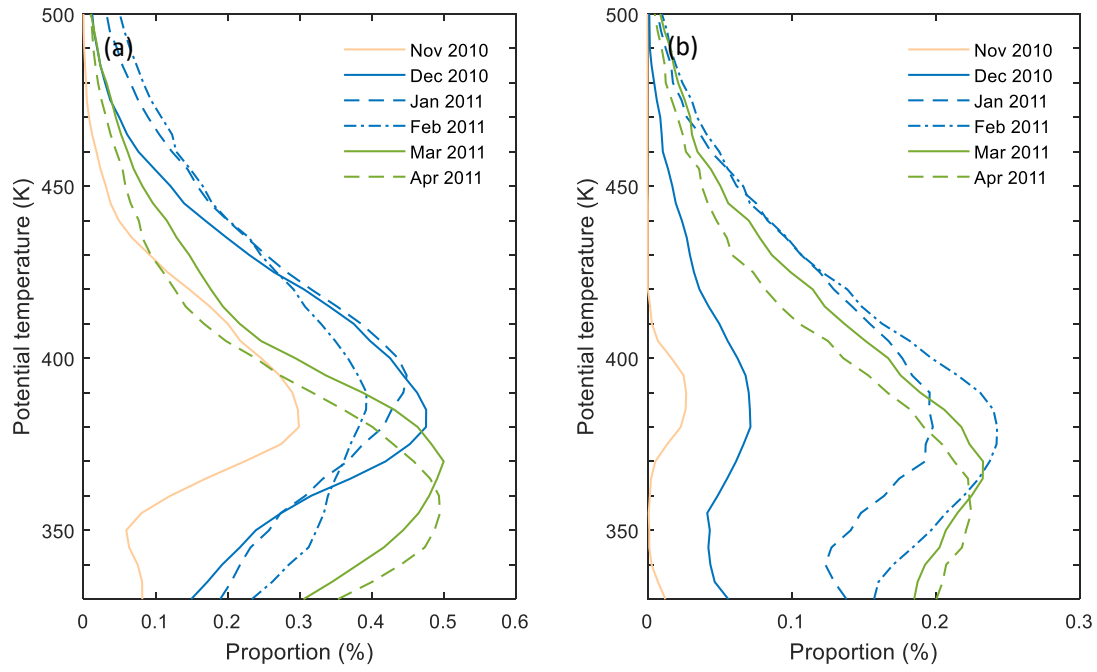 (a)
Nov 2010
Dec 2010
Jan 2011
Feb 2011
Mar 2011
Apr 2011
500
450
400
350
Potential temperature (K)
0
0.1
0.2
0.3
0.4
0.5
0.6
Proportion (%)
(b)
Nov 2010
Dec 2010
Jan 2011
Feb 2011
Mar 2011
Apr 2011
500
450
400
350
Potential temperature (K)
0
0.1
0.2
0.3
Proportion (%)